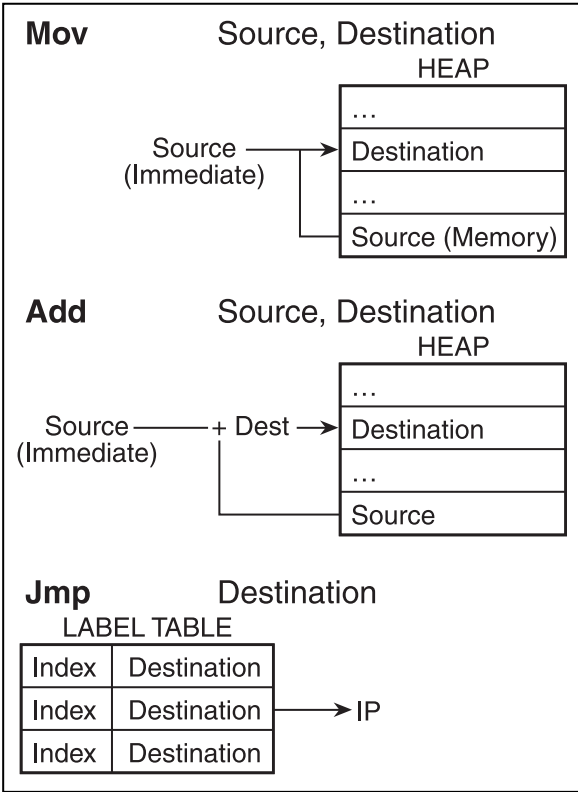 Mov Source, Destination
HEAP
…
Source
(Immediate)
Destination
…
Source (Memory)
Add Source, Destination
HEAP
…
Source
(Immediate)
+ Dest
Destination
…
Source
Jmp Destination
LABEL TABLE
Index Destination
Index Destination IP
Index Destination